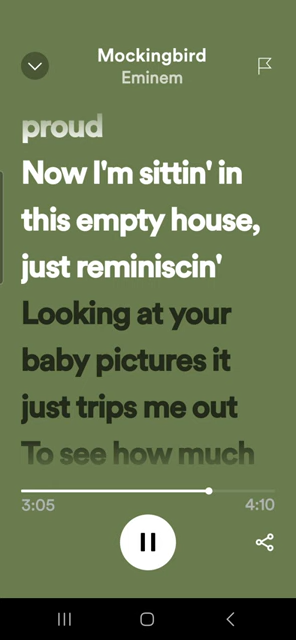 Mockingbird
Eminem
proud
Now I'm sittin' in
this empty house,
just reminiscin'
Looking at your
baby pictures it
just trips me out
To see how much
3:05
4:10